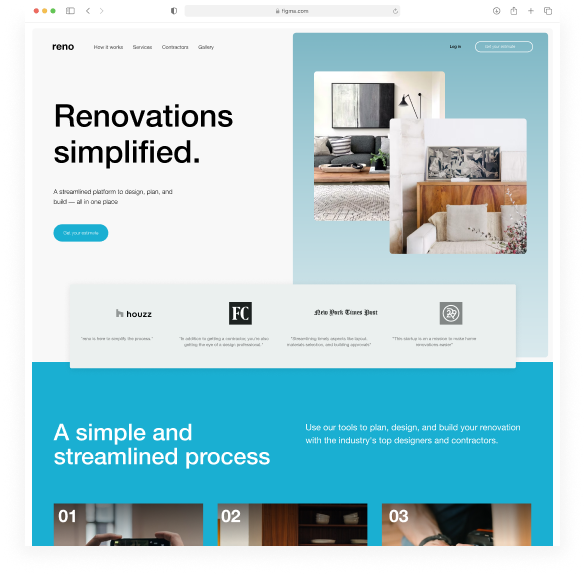 figma.com
reno
How it works
Services
Contractors
Gallery
Log in
Get your estimate
Renovations
simplified.
A streamlined platform to design, plan, and
build — all in one place
Get your estimate
houzz
FC
New York Times Post
"reno is here to simplify the process."
"In addition to getting a contractor, you're also
getting the eye of a design professional."
"Streamlining timely aspects like layout,
materials selection, and building approvals"
"This startup is on a mission to make home
renovations easier"
A simple and
streamlined process
Use our tools to plan, design, and build your renovation
with the industry's top designers and contractors.
01
02
03